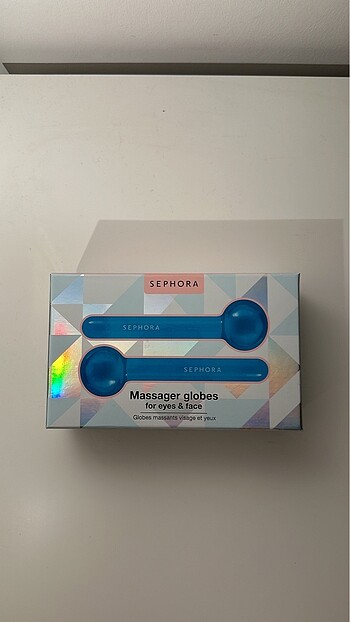 SEPHORA
SEPHORA
SEPHORA
Massager globes
for eyes & face
Globes massants visage et yeux